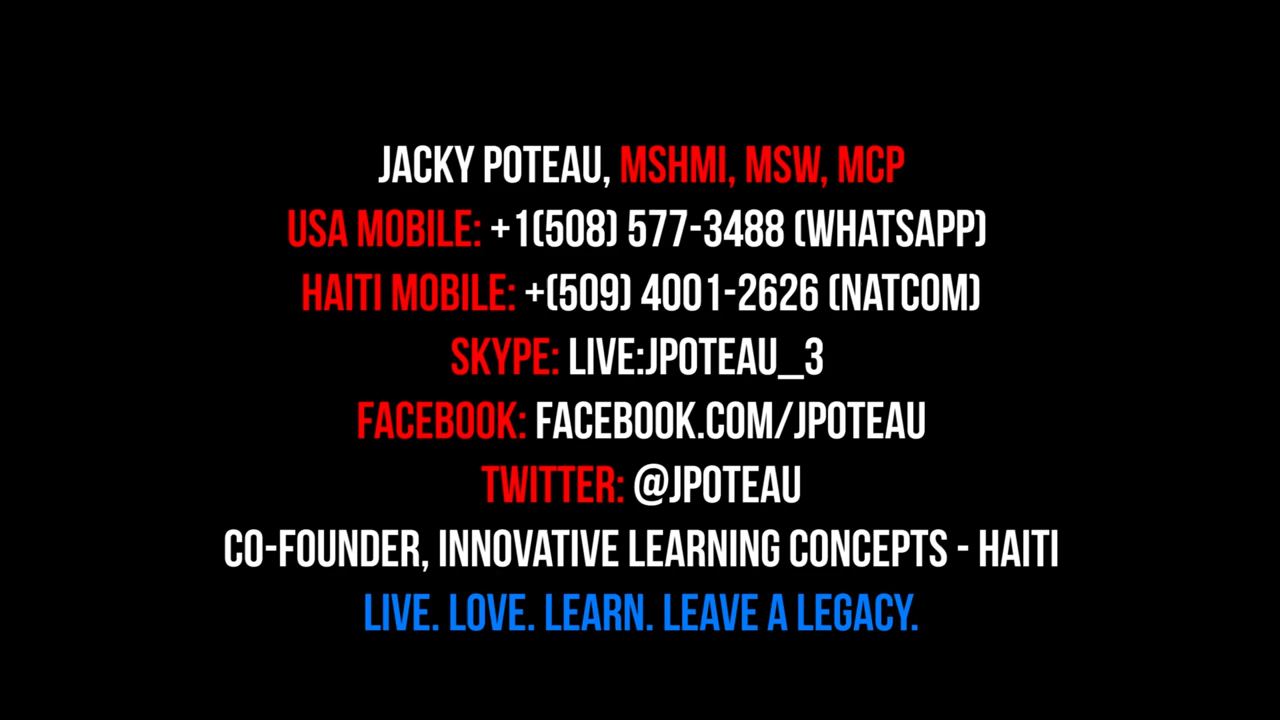 JACKY POTEAU, MSHMI, MSW, MCP
USA MOBILE: +1(508) 577-3488 (WHATSAPP)
HAITI MOBILE: +(509) 4001-2626 (NATCOM)
SKYPE: LIVE:JPOTEAU_3
FACEBOOK: FACEBOOK.COM/JPOTEAU
TWITTER: @JPOTEAU
CO-FOUNDER, INNOVATIVE LEARNING CONCEPTS - HAITI
LIVE. LOVE. LEARN. LEAVE A LEGACY.